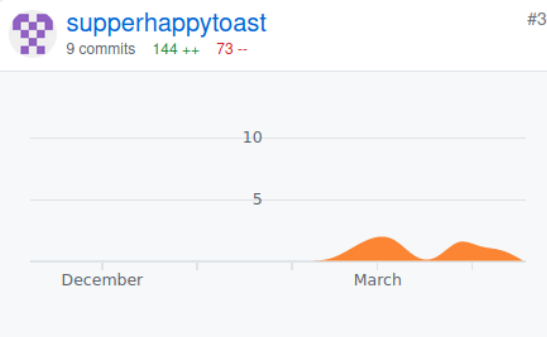 supperhappytoast
#3
9 commits 144 ++ 73 --
10
5
December March